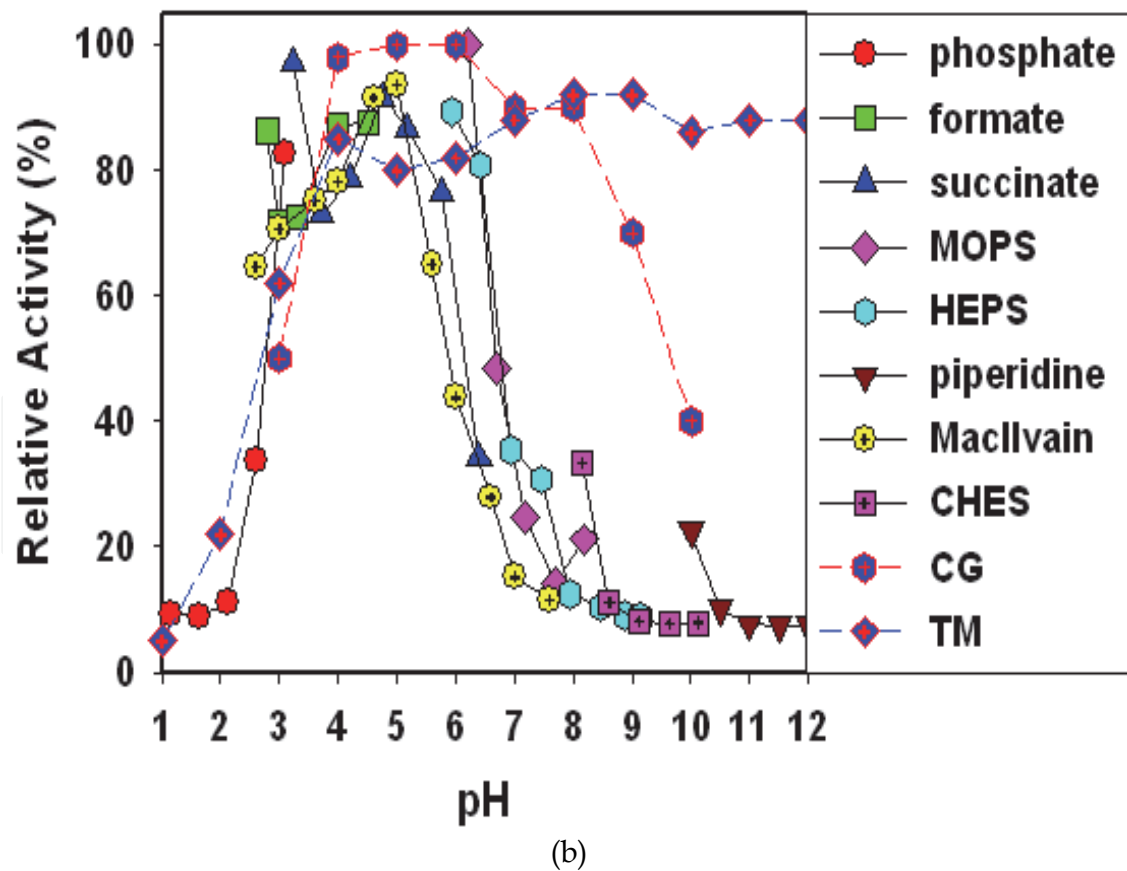 Relative Activity (%)
100
80
60
40
20
0
1 2 3 4 5 6 7 8 9 10 11 12
pH
phosphate
formate
succinate
MOPS
HEPS
piperidine
MacIlvain
CHES
CG
TM
(b)